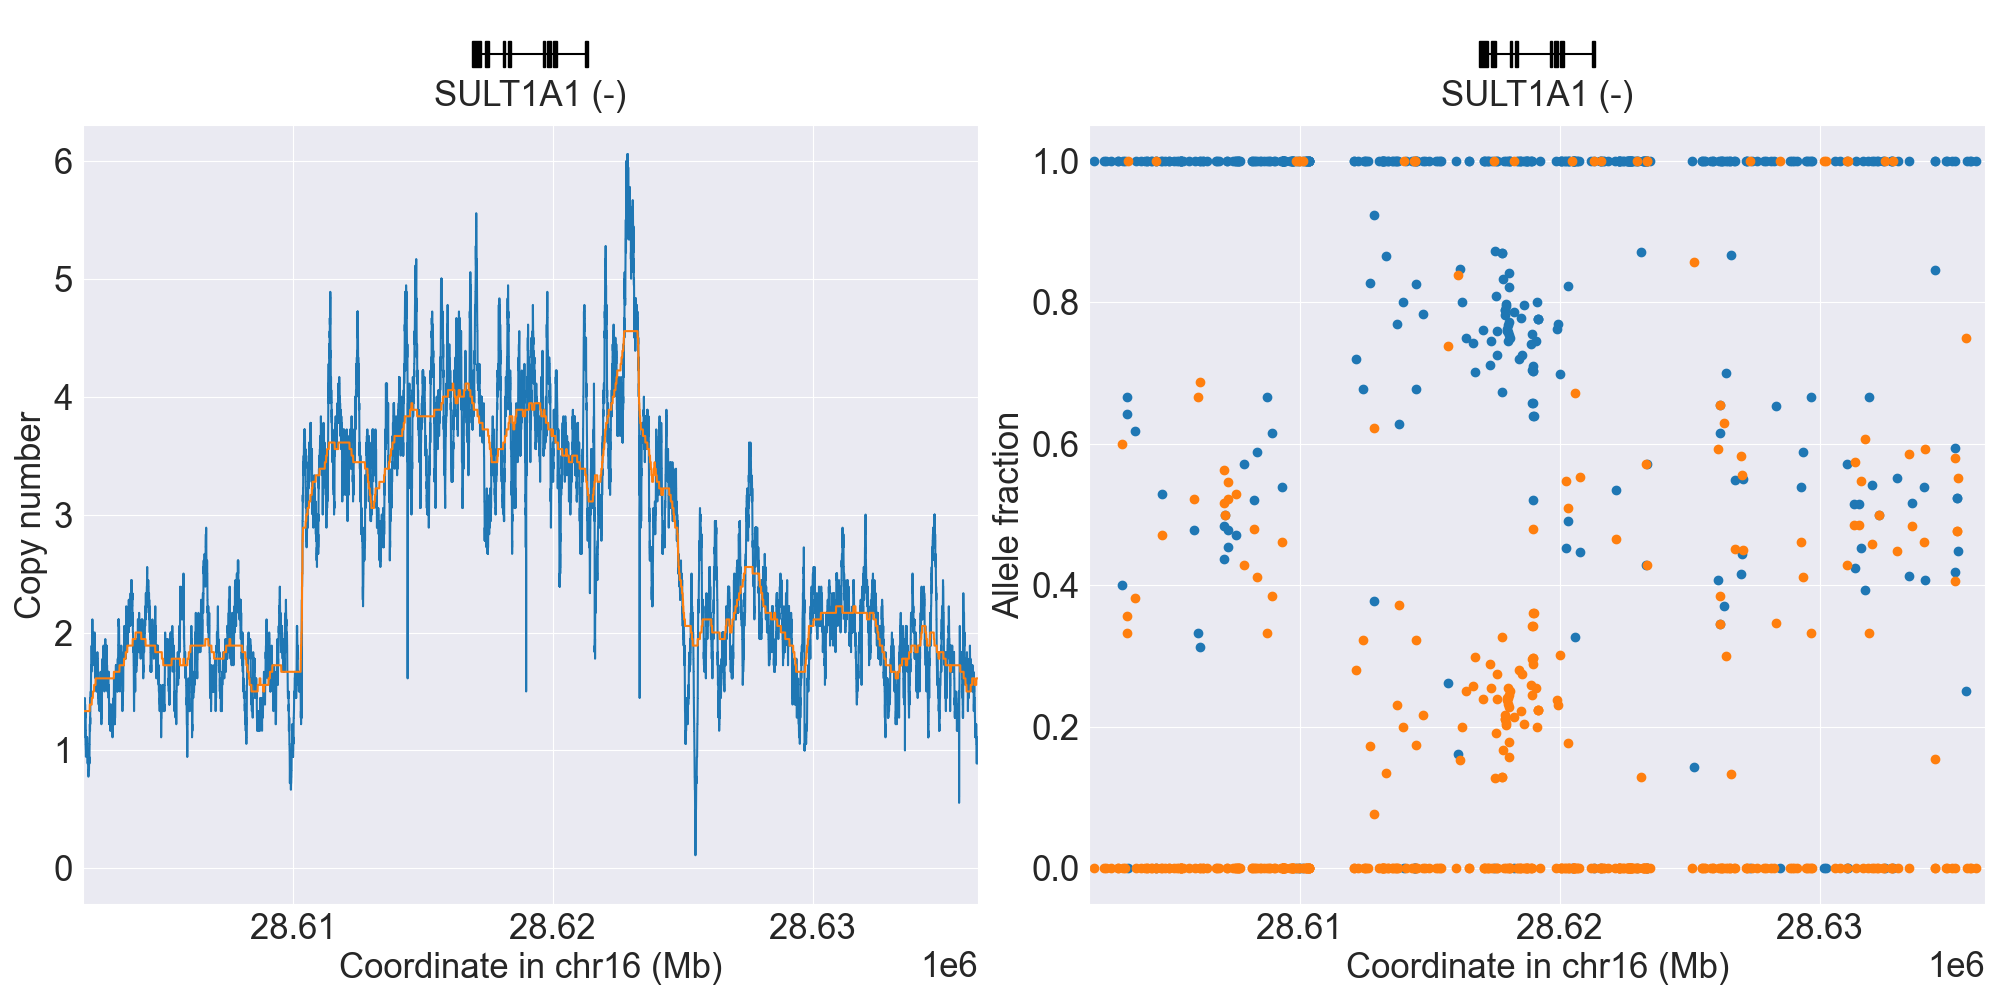 SULT1A1 (-)
SULT1A1 (-)
Copy number
6
5
4
3
2
1
0
28.61
28.62
28.63
Coordinate in chr16 (Mb)
1e6
Allele fraction
1.0
0.8
0.6
0.4
0.2
0.0
28.61
28.62
28.63
Coordinate in chr16 (Mb)
1e6